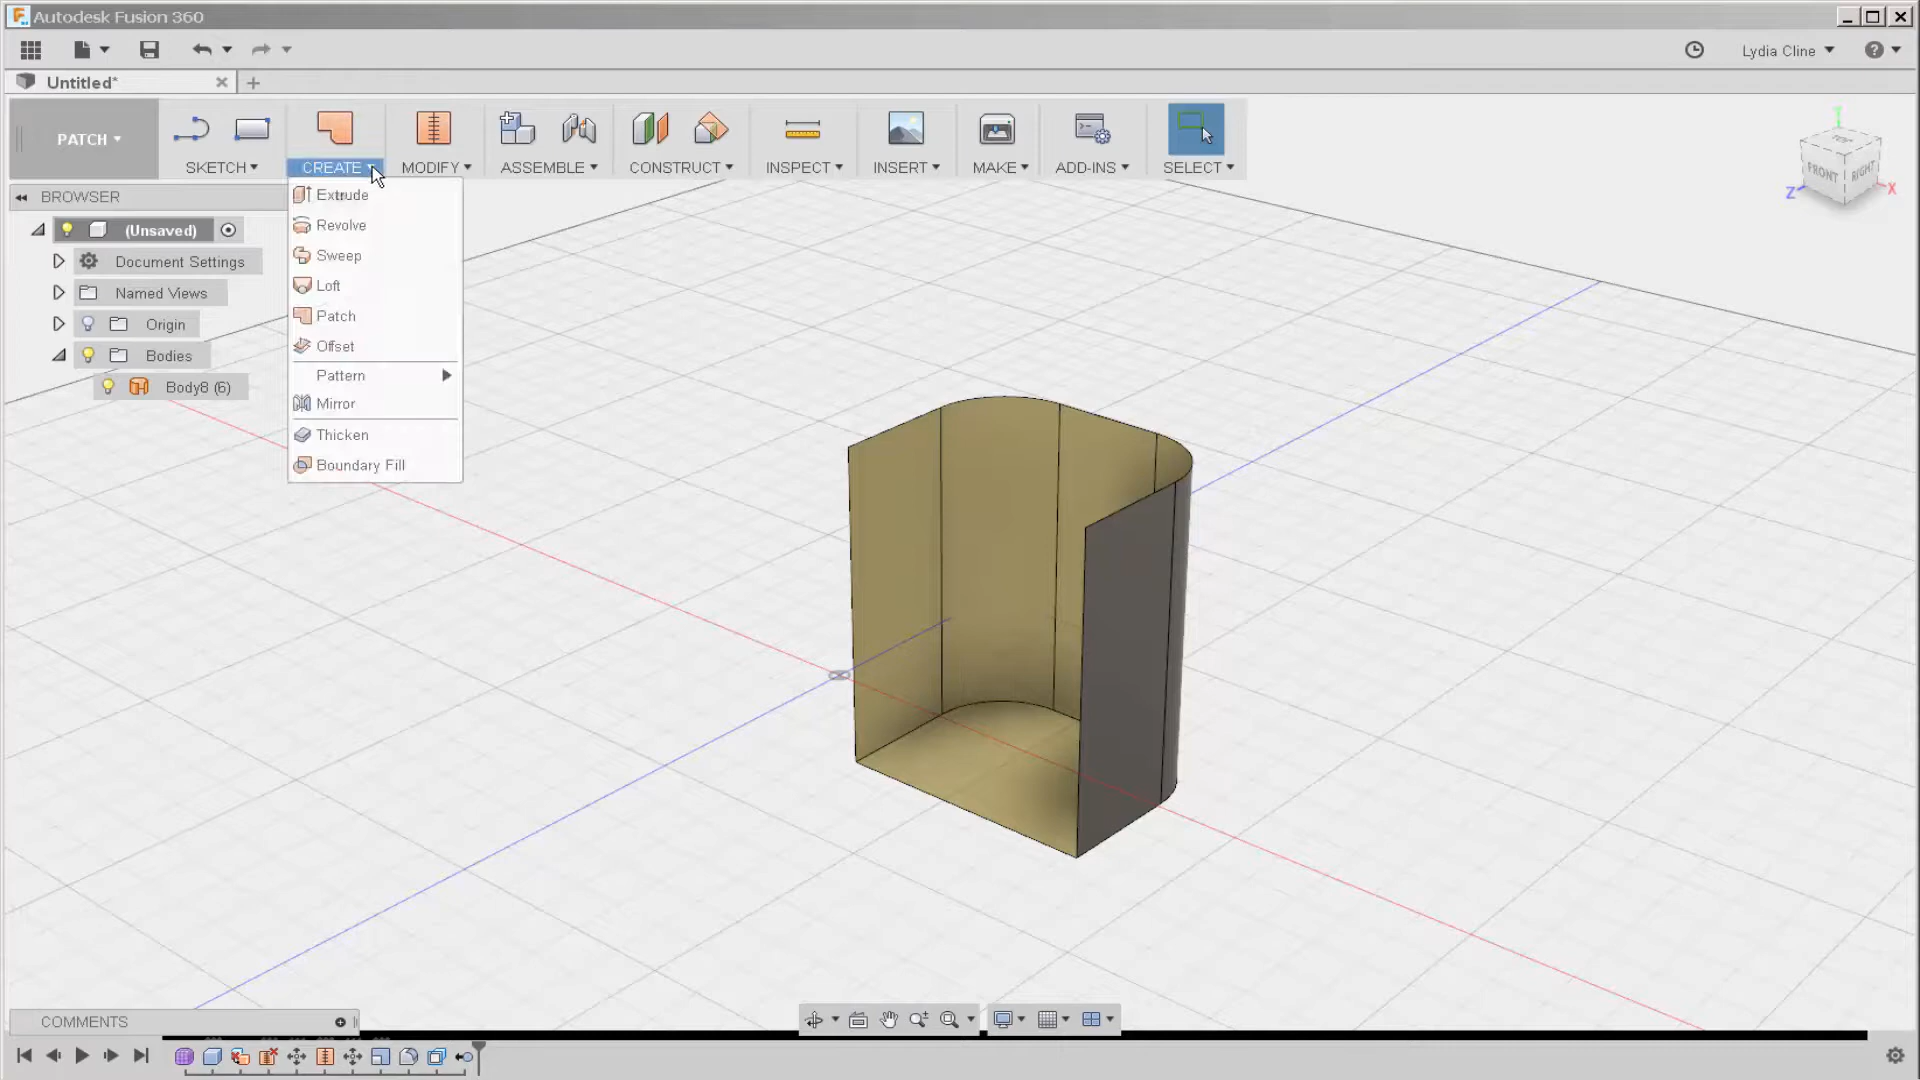 Autodesk Fusion 360
Lydia Cline
Untitled*
PATCH
SKETCH
CREATE
MODIFY
ASSEMBLE
CONSTRUCT
INSPECT
INSERT
MAKE
ADD-INS
SELECT
TOP
FRONT
RIGHT
Z
X
BROWSER
(Unsaved)
Document Settings
Named Views
Origin
Bodies
Body8 (6)
Extrude
Revolve
Sweep
Loft
Patch
Offset
Pattern
Mirror
Thicken
Boundary Fill
COMMENTS